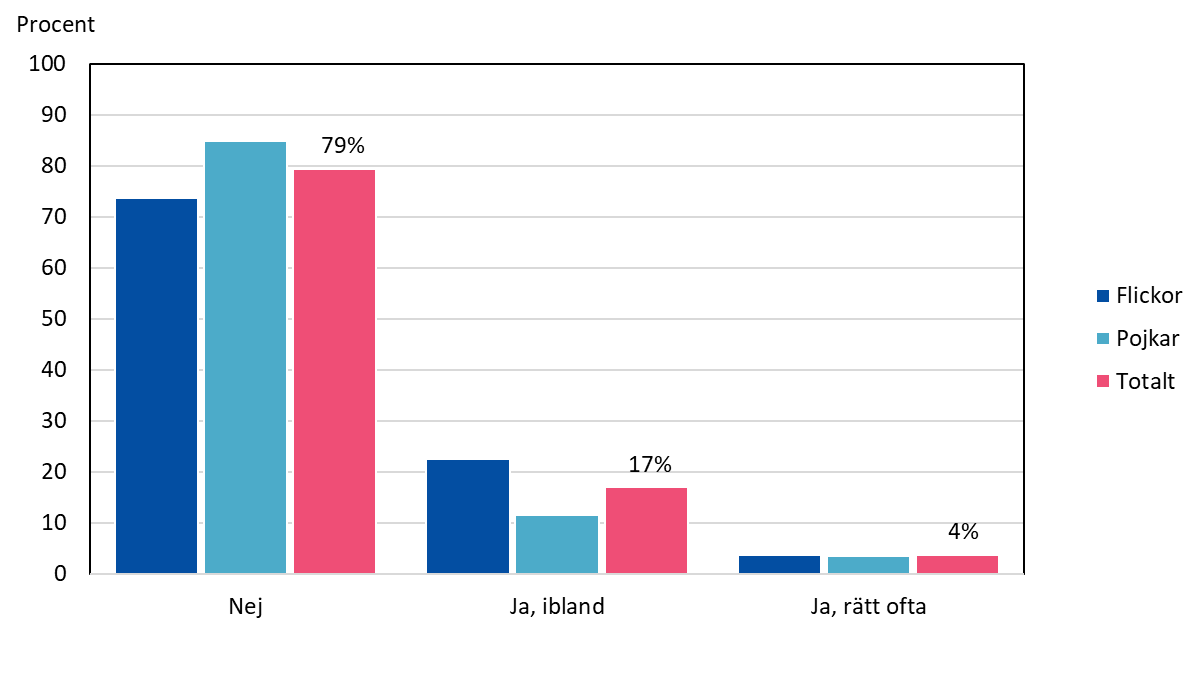 Procent
100
90
80
70
60
50
40
30
20
10
0
79%
17%
4%
Nej
Ja, ibland
Ja, rätt ofta
Flickor
Pojkar
Totalt